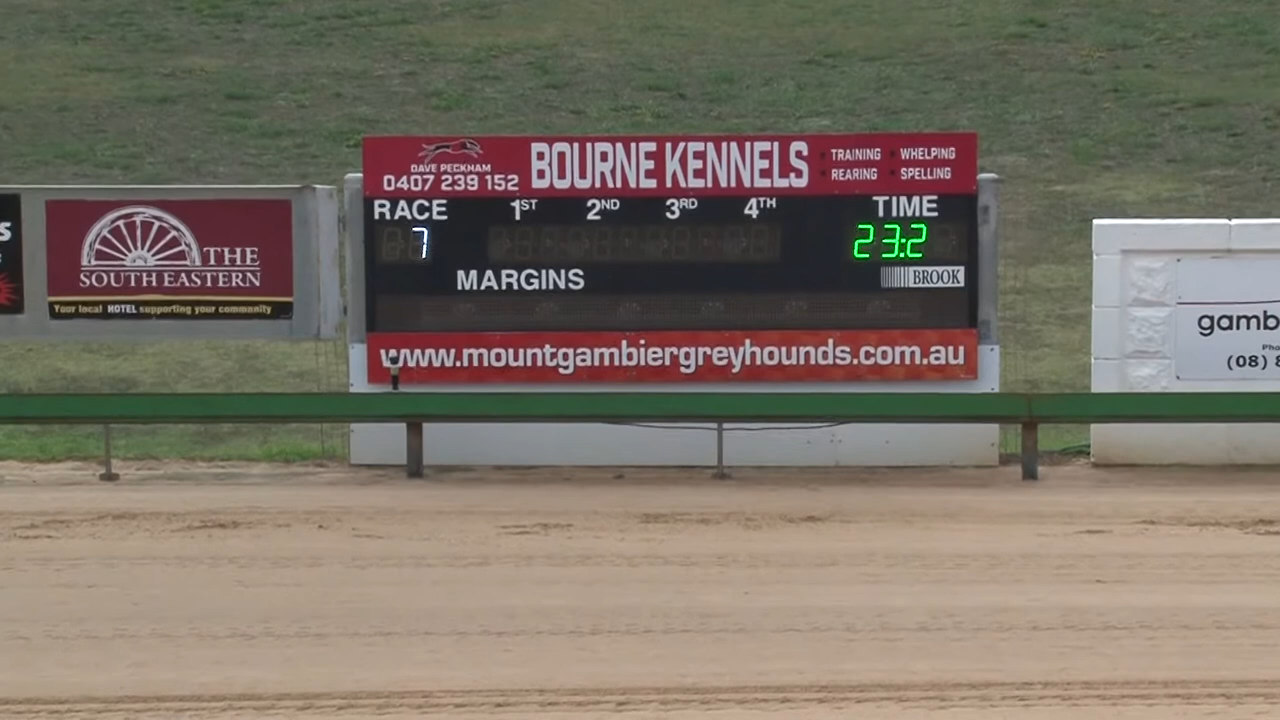 DAVE PECKHAM
0407 239 152
BOURNE KENNELS
TRAINING
WHELPING
REARING
SPELLING
RACE 1ST 2ND 3RD 4TH TIME
7 23:2
MARGINS
BROOK
www.mountgambiergreyhounds.com.au
THE
SOUTH EASTERN
Your local HOTEL supporting your community
gamb
Pho
(08)